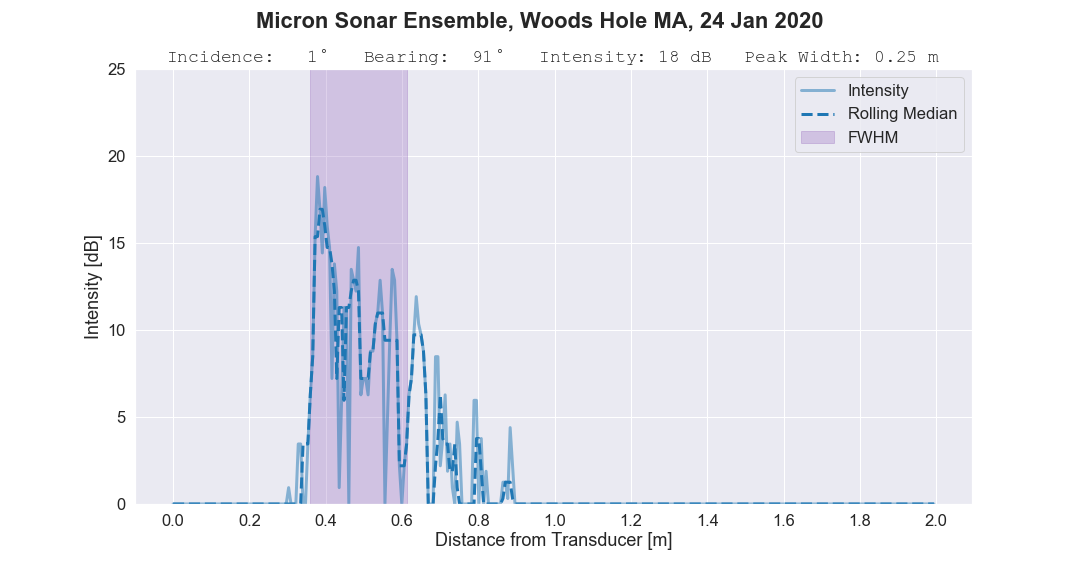 Micron Sonar Ensemble, Woods Hole MA, 24 Jan 2020
Incidence: 1° Bearing: 91° Intensity: 18 dB Peak Width: 0.25 m
25
20
15
10
5
0
Intensity [dB]
Intensity
Rolling Median
FWHM
0.0 0.2 0.4 0.6 0.8 1.0 1.2 1.4 1.6 1.8 2.0
Distance from Transducer [m]